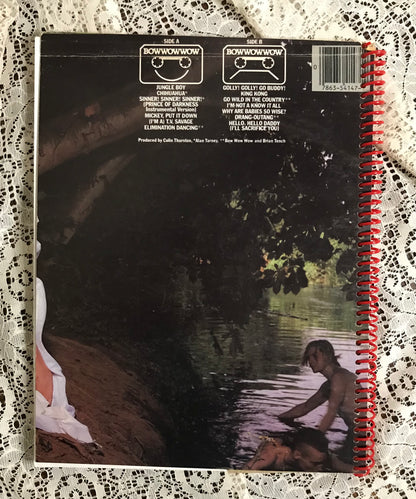 SIDE A
BOWWOWWOW
JUNGLE BOY
CHIHUAHUA*
SINNER! SINNER! SINNER!*
(PRINCE OF DARKNESS
Instrumental Version)
MICKEY, PUT IT DOWN
(I'M A) T.V. SAVAGE
ELIMINATION DANCING**
SIDE B
BOWWOWWOW
GOLLY! GOLLY! GO BUDDY!
KING KONG
GO WILD IN THE COUNTRY**
I'M NOT A KNOW IT ALL
WHY ARE BABIES SO WISE?
ORANG-OUTANG**
HELLO, HELLO DADDY
(I'LL SACRIFICE YOU)
Produced by Colin Thurston, *Alan Tarney, **Bow Wow Wow and Brian Tench
0
7863-54147-